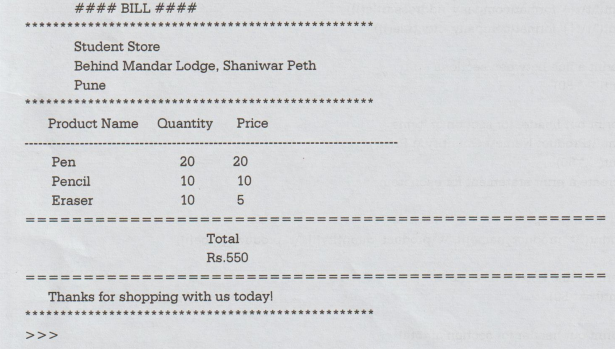 #### BILL ####
**********************************************
Student Store
Behind Mandar Lodge, Shaniwar Peth
Pune
**********************************************
Product Name Quantity Price
--------------------------------------------------------------------------------
Pen 20 20
Pencil 10 10
Eraser 10 5
====================================================
Total
Rs.550
====================================================
Thanks for shopping with us today!
**********************************************
>>>